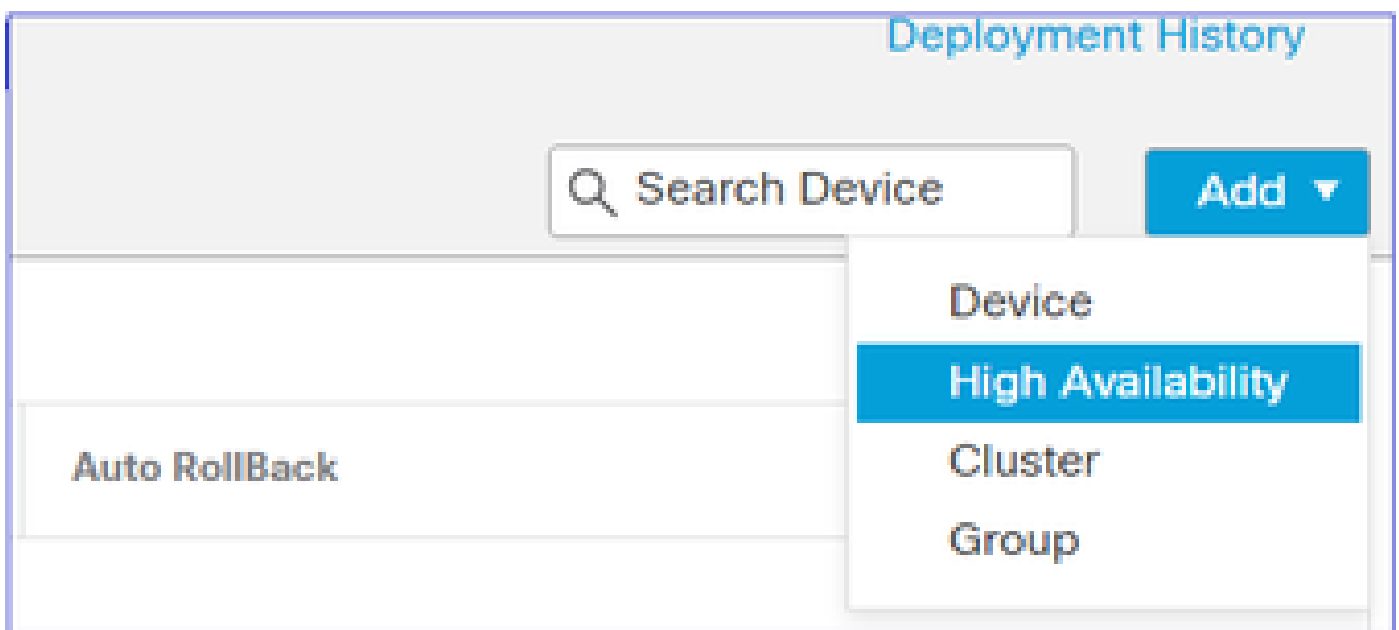 Deployment History
Search Device
Add
Device
High Availability
Cluster
Group
Auto RollBack